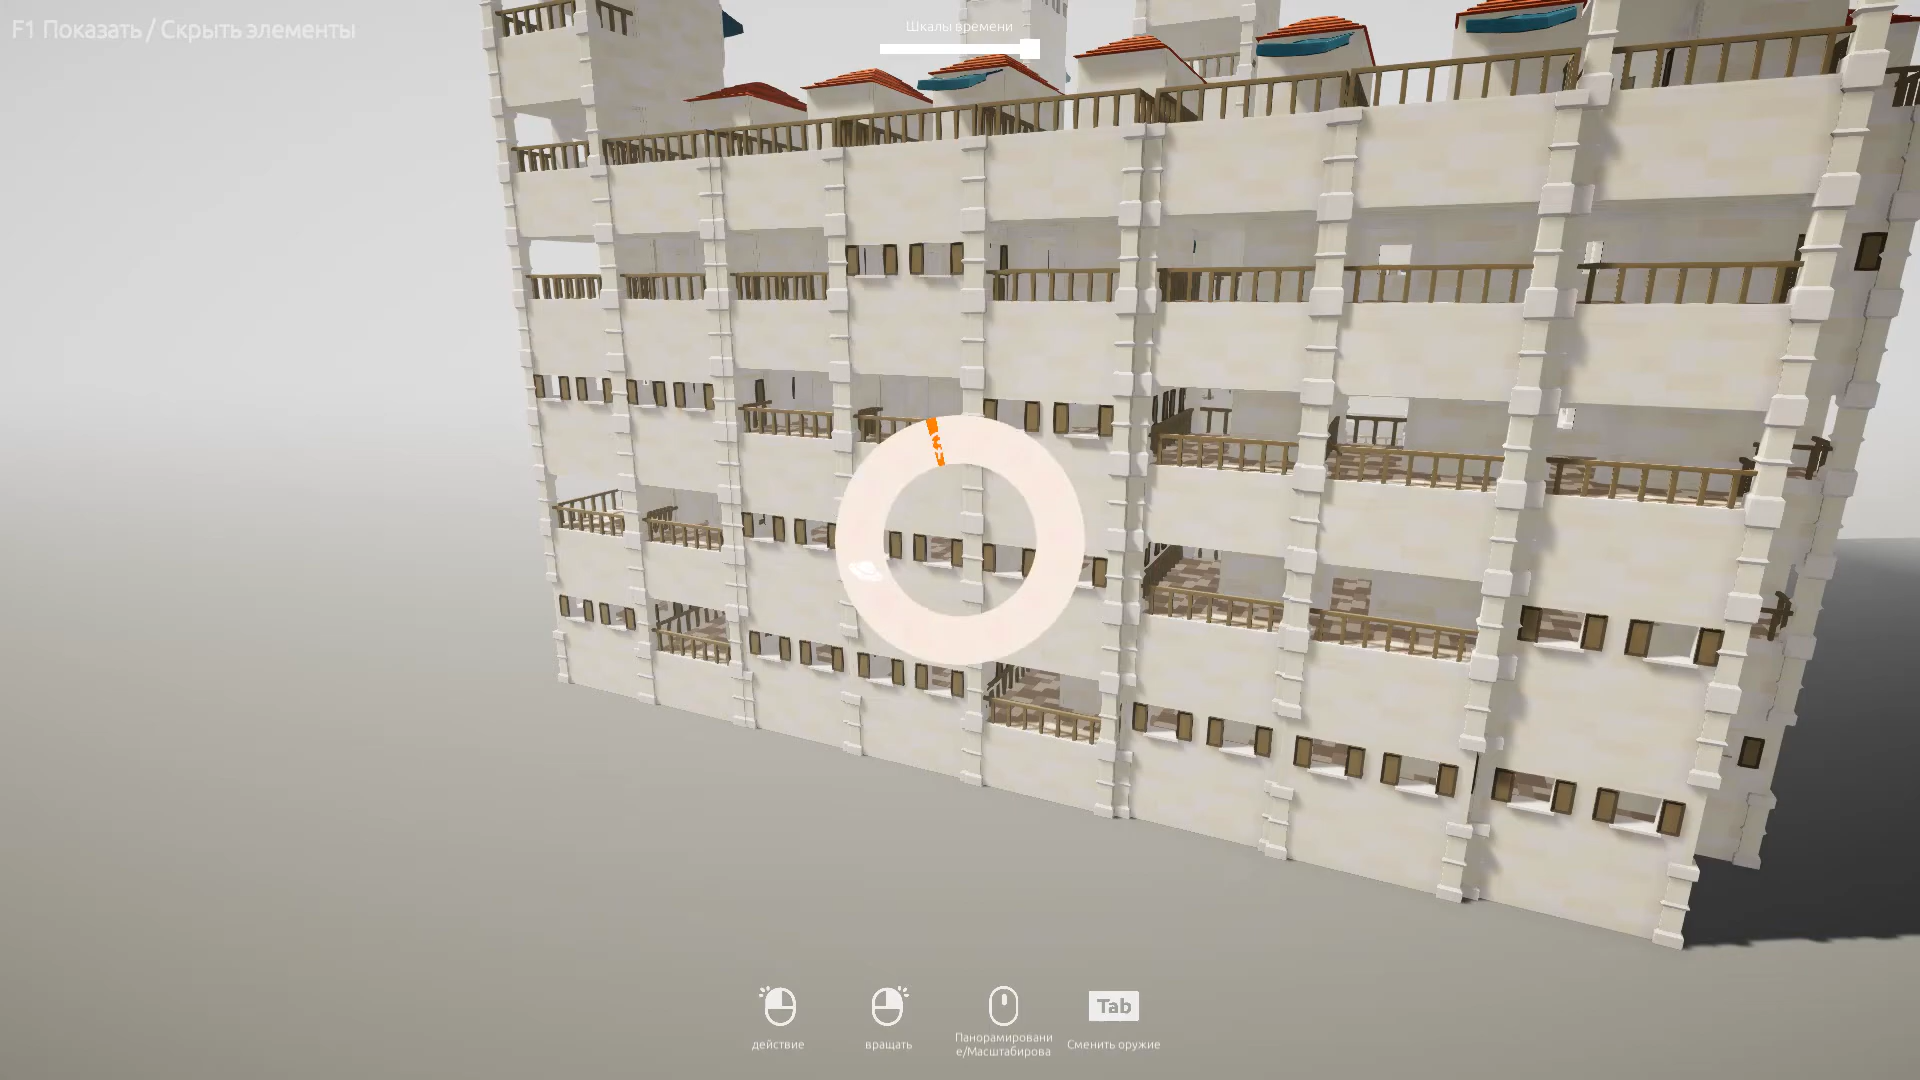 F1 Показать / Скрыть элементы
Шкалы времени
действие
вращать
Панорамировани
е/Масштабирова
Tab
Сменить оружие